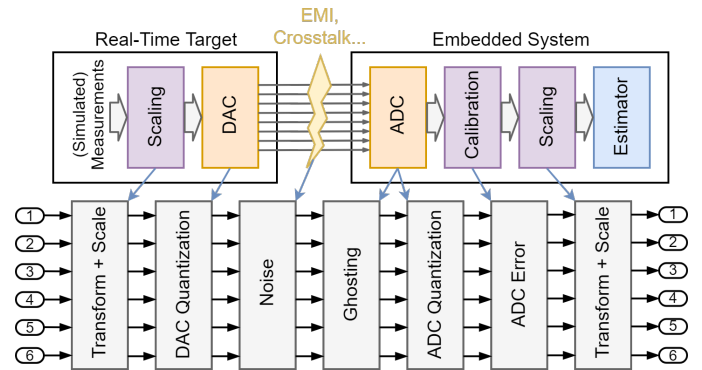 EMI,
Crosstalk...
Real-Time Target
Embedded System
(Simulated)
Measurements
Scaling
DAC
ADC
Calibration
Scaling
Estimator
Transform + Scale
DAC Quantization
Noise
Ghosting
ADC Quantization
ADC Error
Transform + Scale
1
1
2
2
3
3
4
4
5
5
6
6